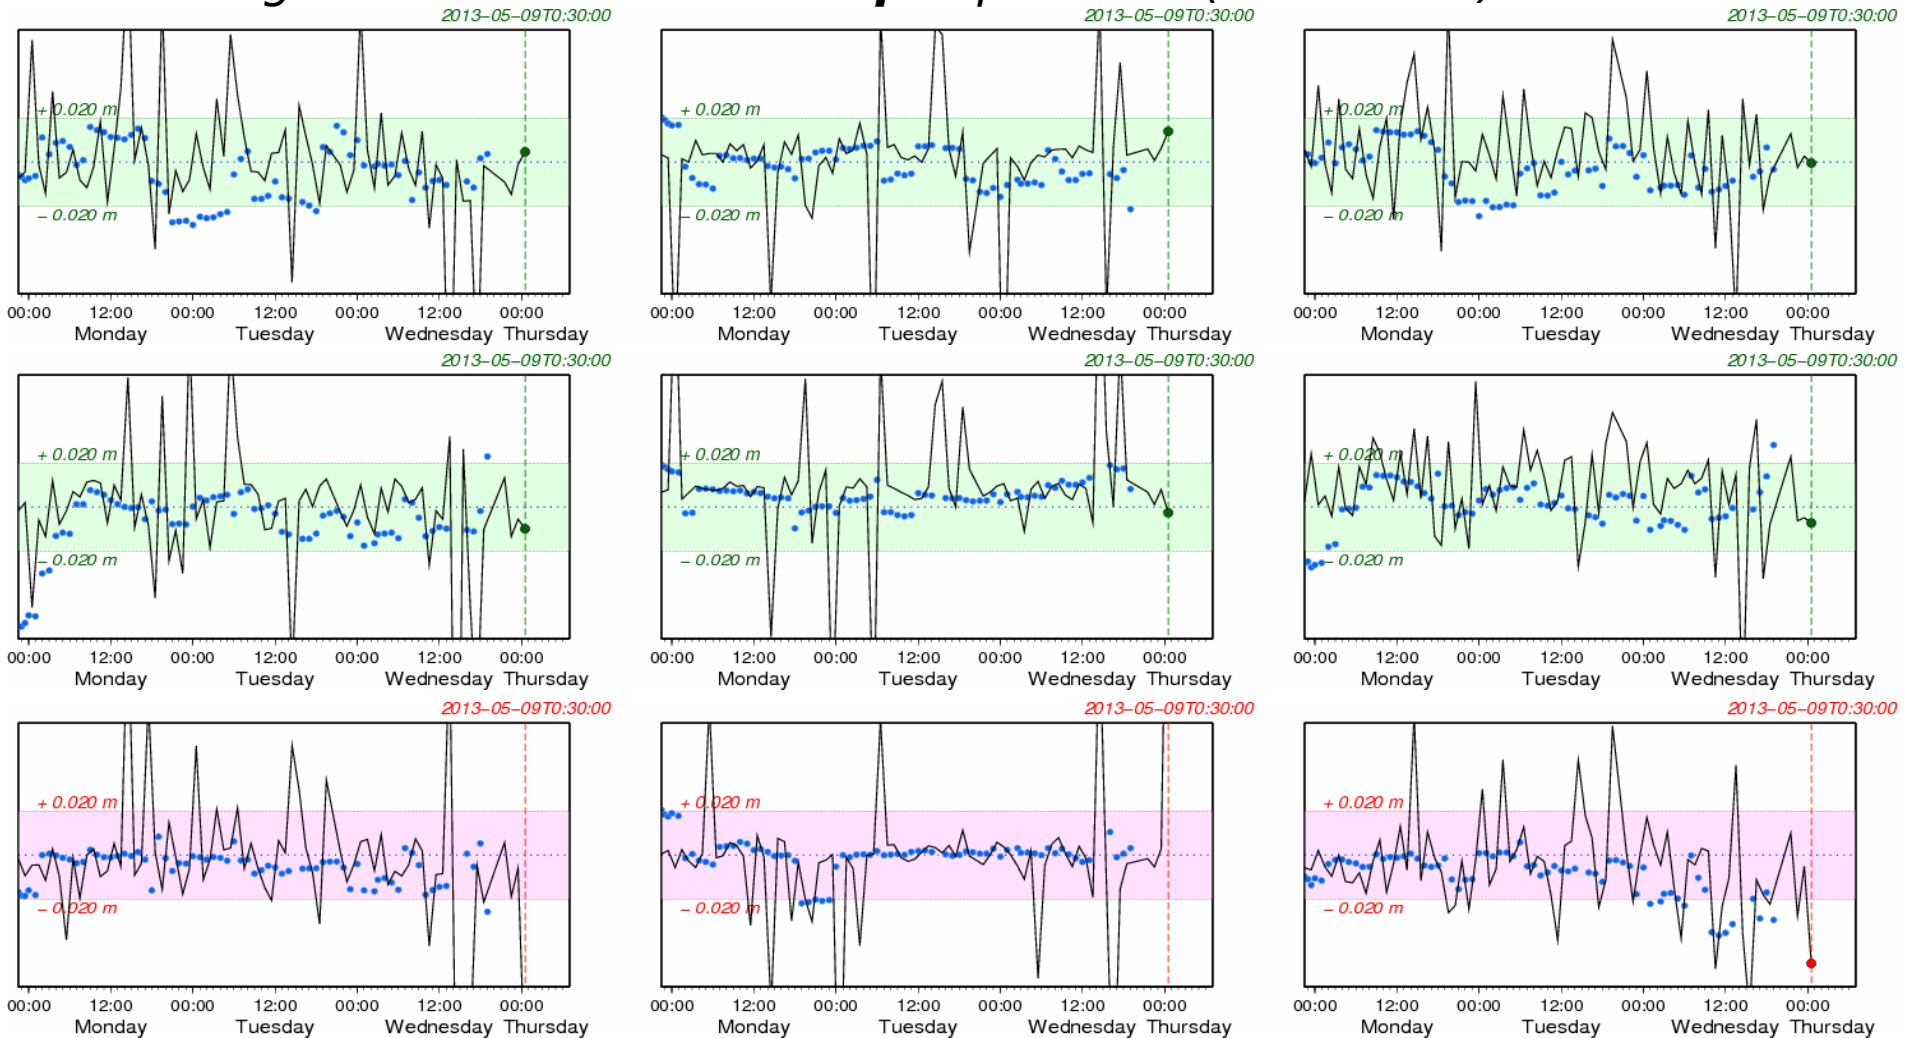 2013–05–09T0:30:00 2013–05–09T0:30:00 2013–05–09T0:30:00
+ 0.020 m + 0.020 m + 0.020 m
– 0.020 m – 0.020 m – 0.020 m
00:00 12:00 00:00 12:00 00:00 12:00 00:00 00:00 12:00 00:00 12:00 00:00 12:00 00:00 00:00 12:00 00:00 12:00 00:00 12:00 00:00
Monday Tuesday Wednesday Thursday Monday Tuesday Wednesday Thursday Monday Tuesday Wednesday Thursday
2013–05–09T0:30:00 2013–05–09T0:30:00 2013–05–09T0:30:00
+ 0.020 m + 0.020 m + 0.020 m
– 0.020 m – 0.020 m – 0.020 m
00:00 12:00 00:00 12:00 00:00 12:00 00:00 00:00 12:00 00:00 12:00 00:00 12:00 00:00 00:00 12:00 00:00 12:00 00:00 12:00 00:00
Monday Tuesday Wednesday Thursday Monday Tuesday Wednesday Thursday Monday Tuesday Wednesday Thursday
2013–05–09T0:30:00 2013–05–09T0:30:00 2013–05–09T0:30:00
+ 0.020 m + 0.020 m + 0.020 m
– 0.020 m – 0.020 m – 0.020 m
00:00 12:00 00:00 12:00 00:00 12:00 00:00 00:00 12:00 00:00 12:00 00:00 12:00 00:00 00:00 12:00 00:00 12:00 00:00 12:00 00:00
Monday Tuesday Wednesday Thursday Monday Tuesday Wednesday Thursday Monday Tuesday Wednesday Thursday